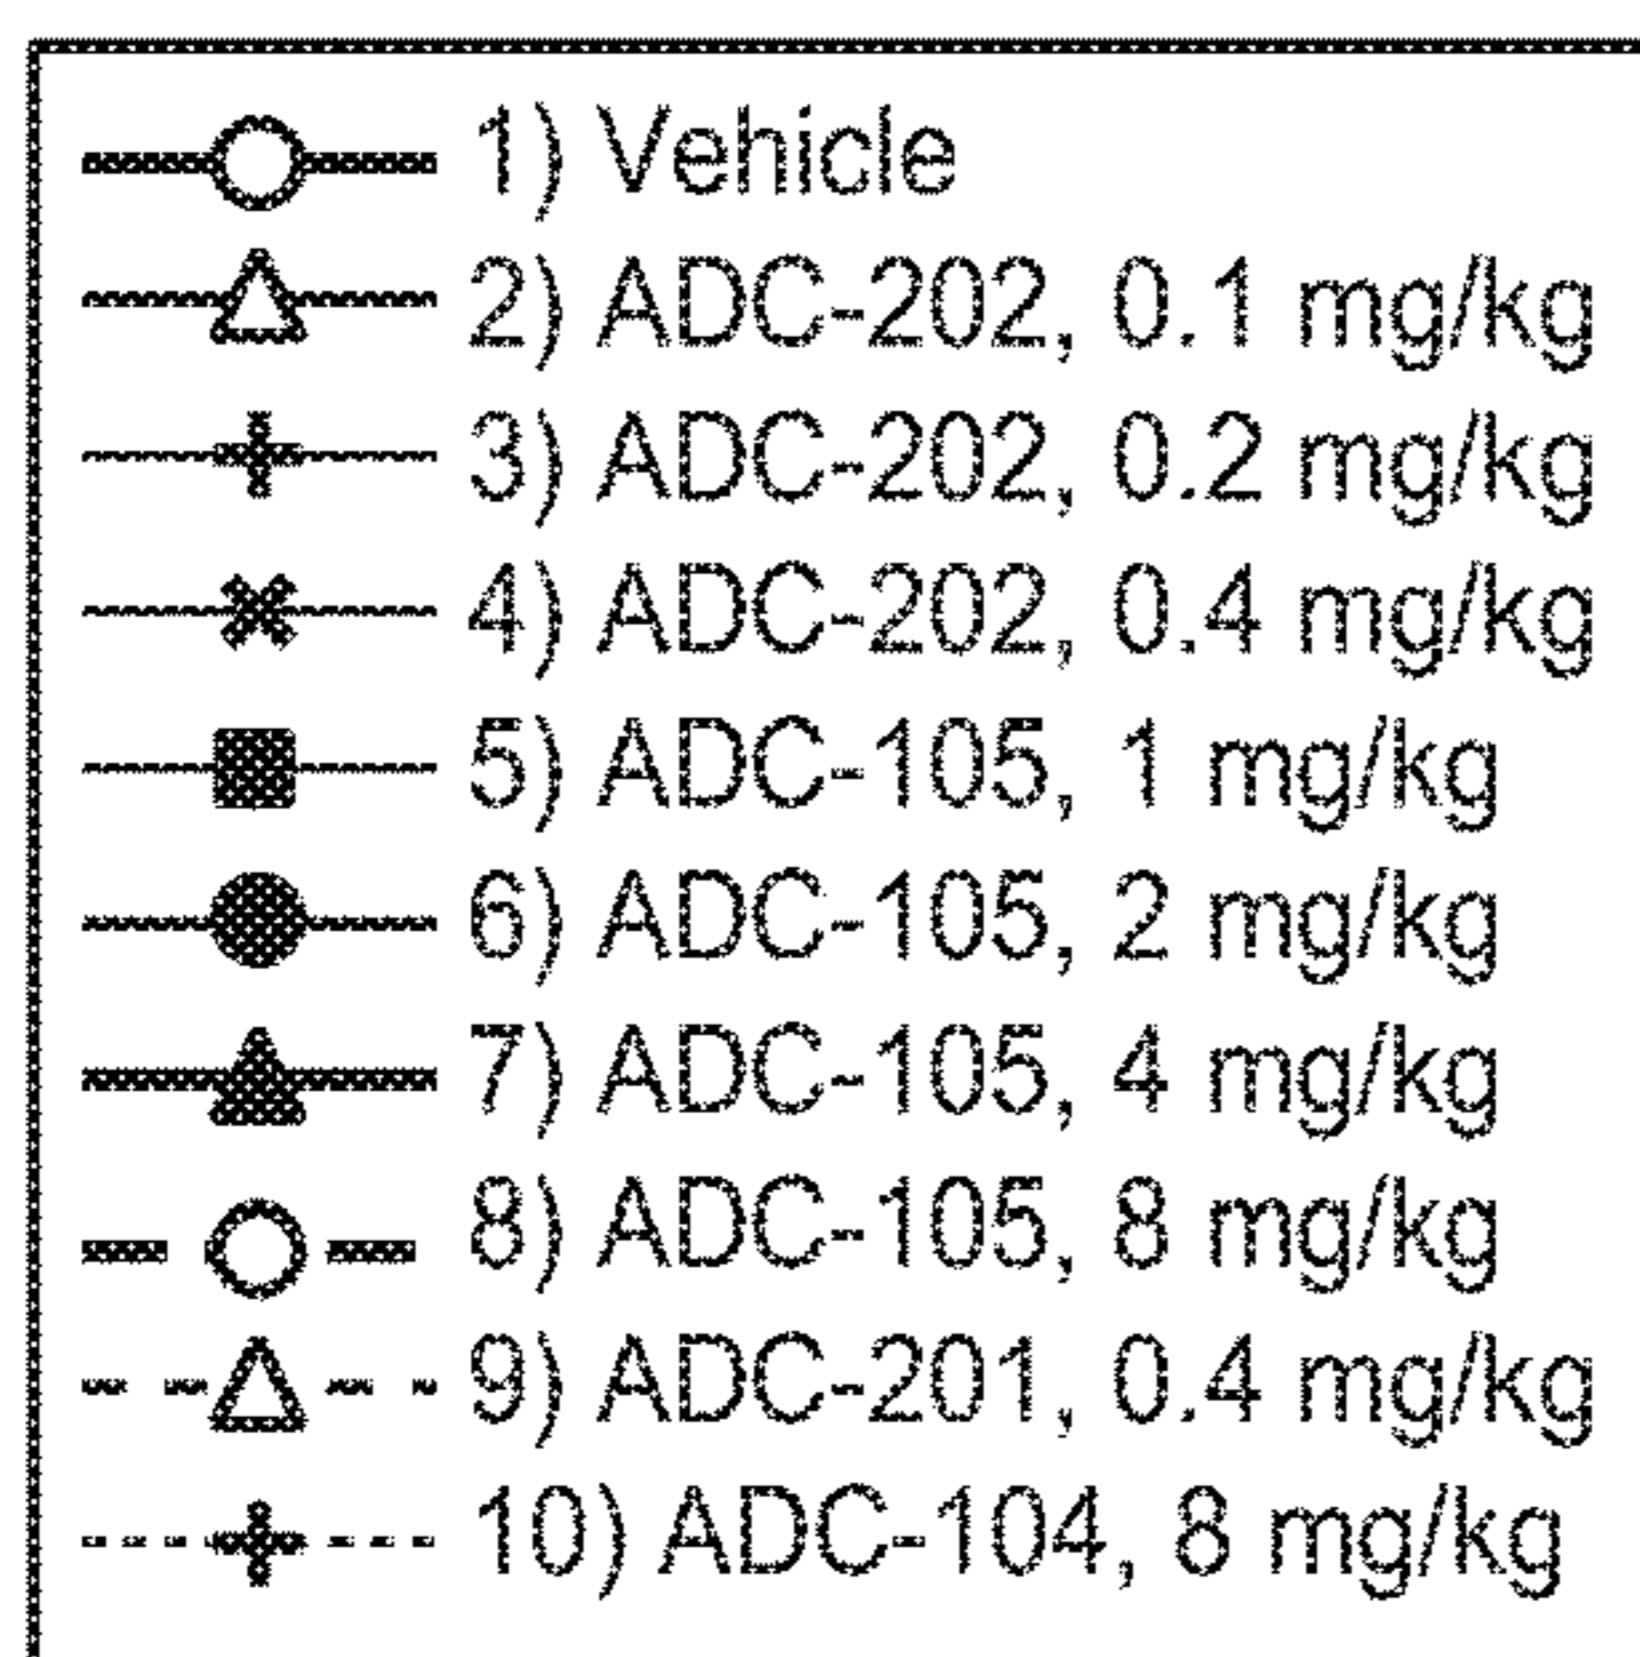 1) Vehicle
2) ADC-202, 0.1 mg/kg
3) ADC-202, 0.2 mg/kg
4) ADC-202, 0.4 mg/kg
5) ADC-105, 1 mg/kg
6) ADC-105, 2 mg/kg
7) ADC-105, 4 mg/kg
8) ADC-105, 8 mg/kg
9) ADC-201, 0.4 mg/kg
10) ADC-104, 8 mg/kg